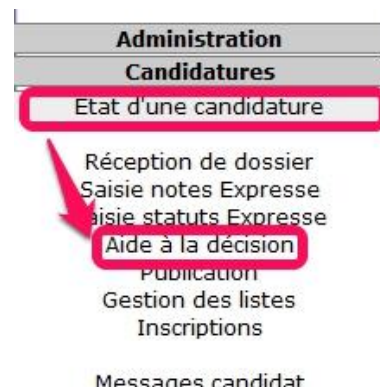 Administration
Candidatures
Etat d'une candidature
Réception de dossier
Saisie notes Expresse
aisie statuts Expresse
Aide à la décision
Publication
Gestion des listes
Inscriptions
Messages candidat